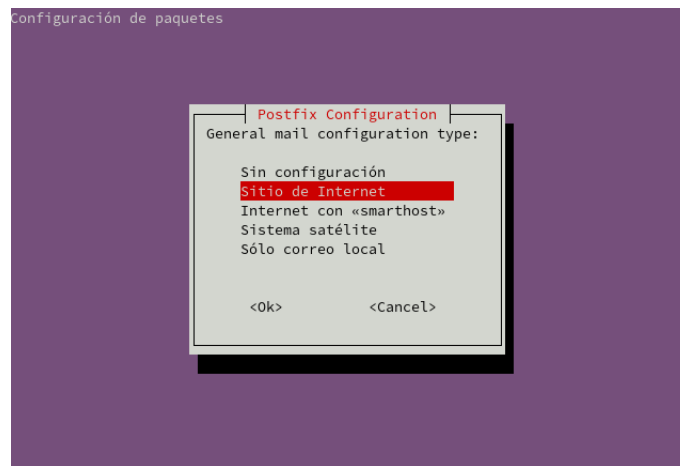 Configuración de paquetes
Postfix Configuration
General mail configuration type:
Sin configuración
Sitio de Internet
Internet con «smarthost»
Sistema satélite
Sólo correo local
<Ok> <Cancel>